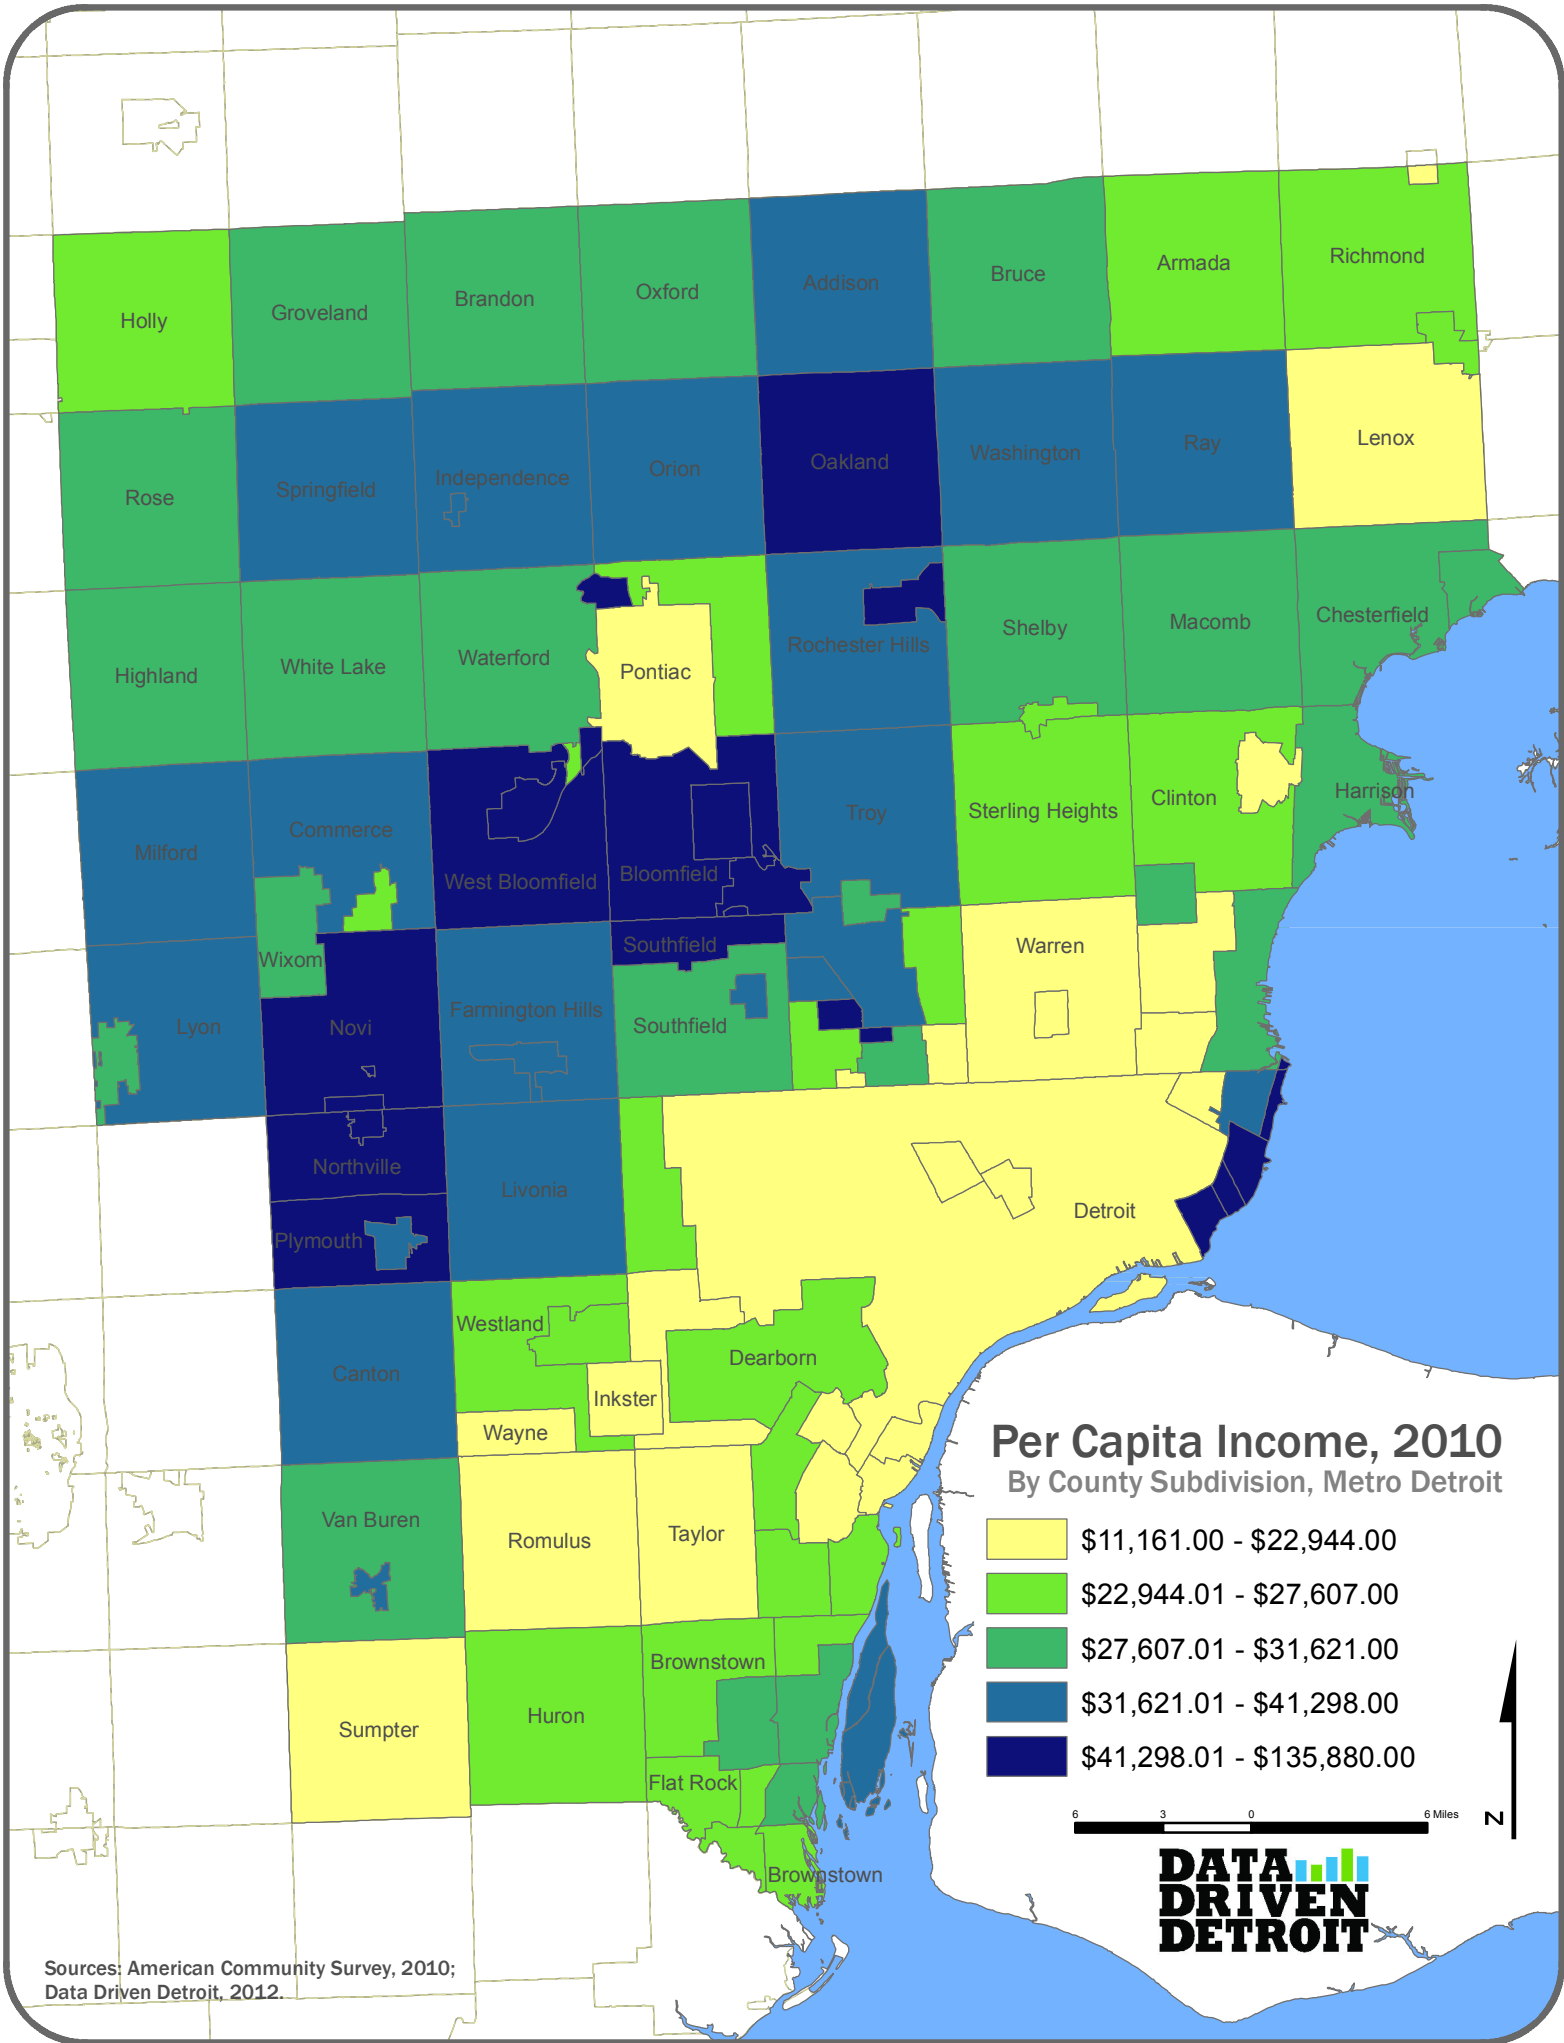 Holly
Groveland
Brandon
Oxford
Addison
Bruce
Armada
Richmond
Rose
Springfield
Independence
Orion
Oakland
Washington
Ray
Lenox
Highland
White Lake
Waterford
Pontiac
Rochester Hills
Shelby
Macomb
Chesterfield
Milford
Commerce
West Bloomfield
Bloomfield
Troy
Sterling Heights
Clinton
Harrison
Wixom
Southfield
Warren
Lyon
Novi
Farmington Hills
Southfield
Northville
Livonia
Detroit
Plymouth
Westland
Dearborn
Canton
Inkster
Wayne
Van Buren
Romulus
Taylor
Brownstown
Sumpter
Huron
Flat Rock
Brownstown
Per Capita Income, 2010
By County Subdivision, Metro Detroit
$11,161.00 - $22,944.00
$22,944.01 - $27,607.00
$27,607.01 - $31,621.00
$31,621.01 - $41,298.00
$41,298.01 - $135,880.00
6 3 0 6 Miles
N
DATA
DRIVEN
DETROIT
Sources: American Community Survey, 2010;
Data Driven Detroit, 2012.